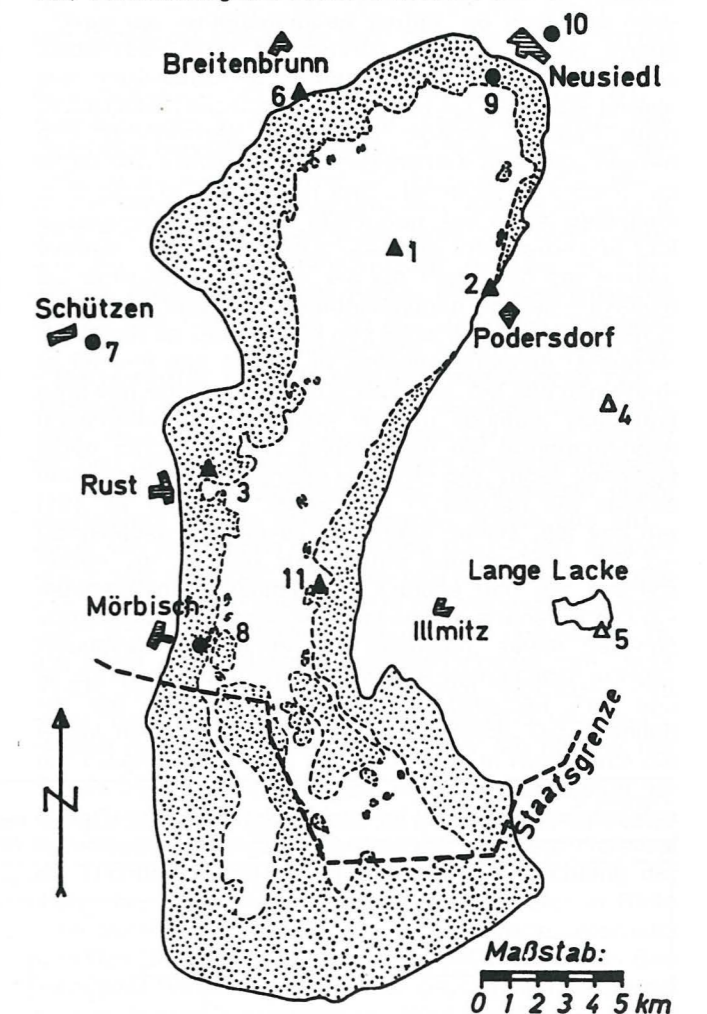 10
Breitenbrunn
Neusiedl
6
9
1
2
Schützen
7
Podersdorf
4
Rust
3
11
Lange Lacke
Mörbisch
8
Illmitz
5
Staatsgrenze
N
Maßstab:
0 1 2 3 4 5 km